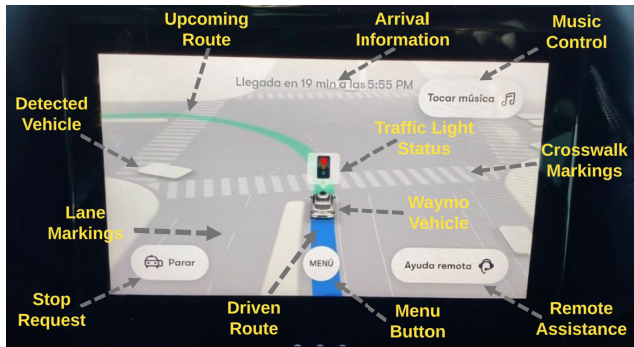 Upcoming
Route
Arrival
Information
Music
Control
Llegada en 19 min a las 5:55 PM
Tocar música
Detected
Vehicle
Traffic Light
Status
Crosswalk
Markings
Lane
Markings
Waymo
Vehicle
Parar
MENÚ
Ayuda remota
Stop
Request
Driven
Route
Menu
Button
Remote
Assistance